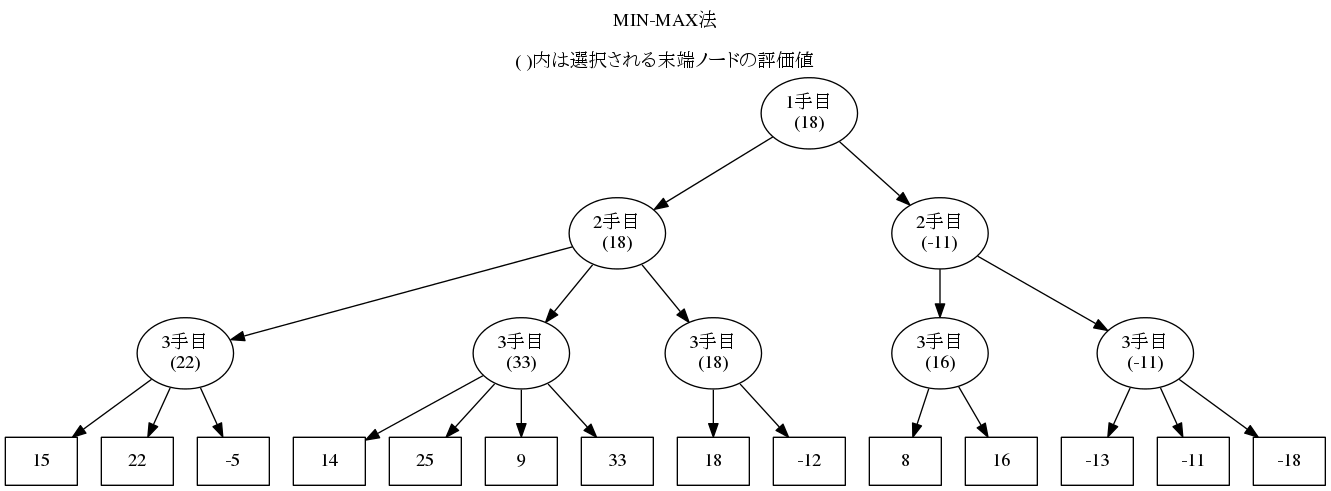 MIN-MAX法
( )内は選択される末端ノードの評価値
1手目
(18)
2手目
(18)
2手目
(-11)
3手目
(22)
3手目
(33)
3手目
(18)
3手目
(16)
3手目
(-11)
15
22
-5
14
25
9
33
18
-12
8
16
-13
-11
-18